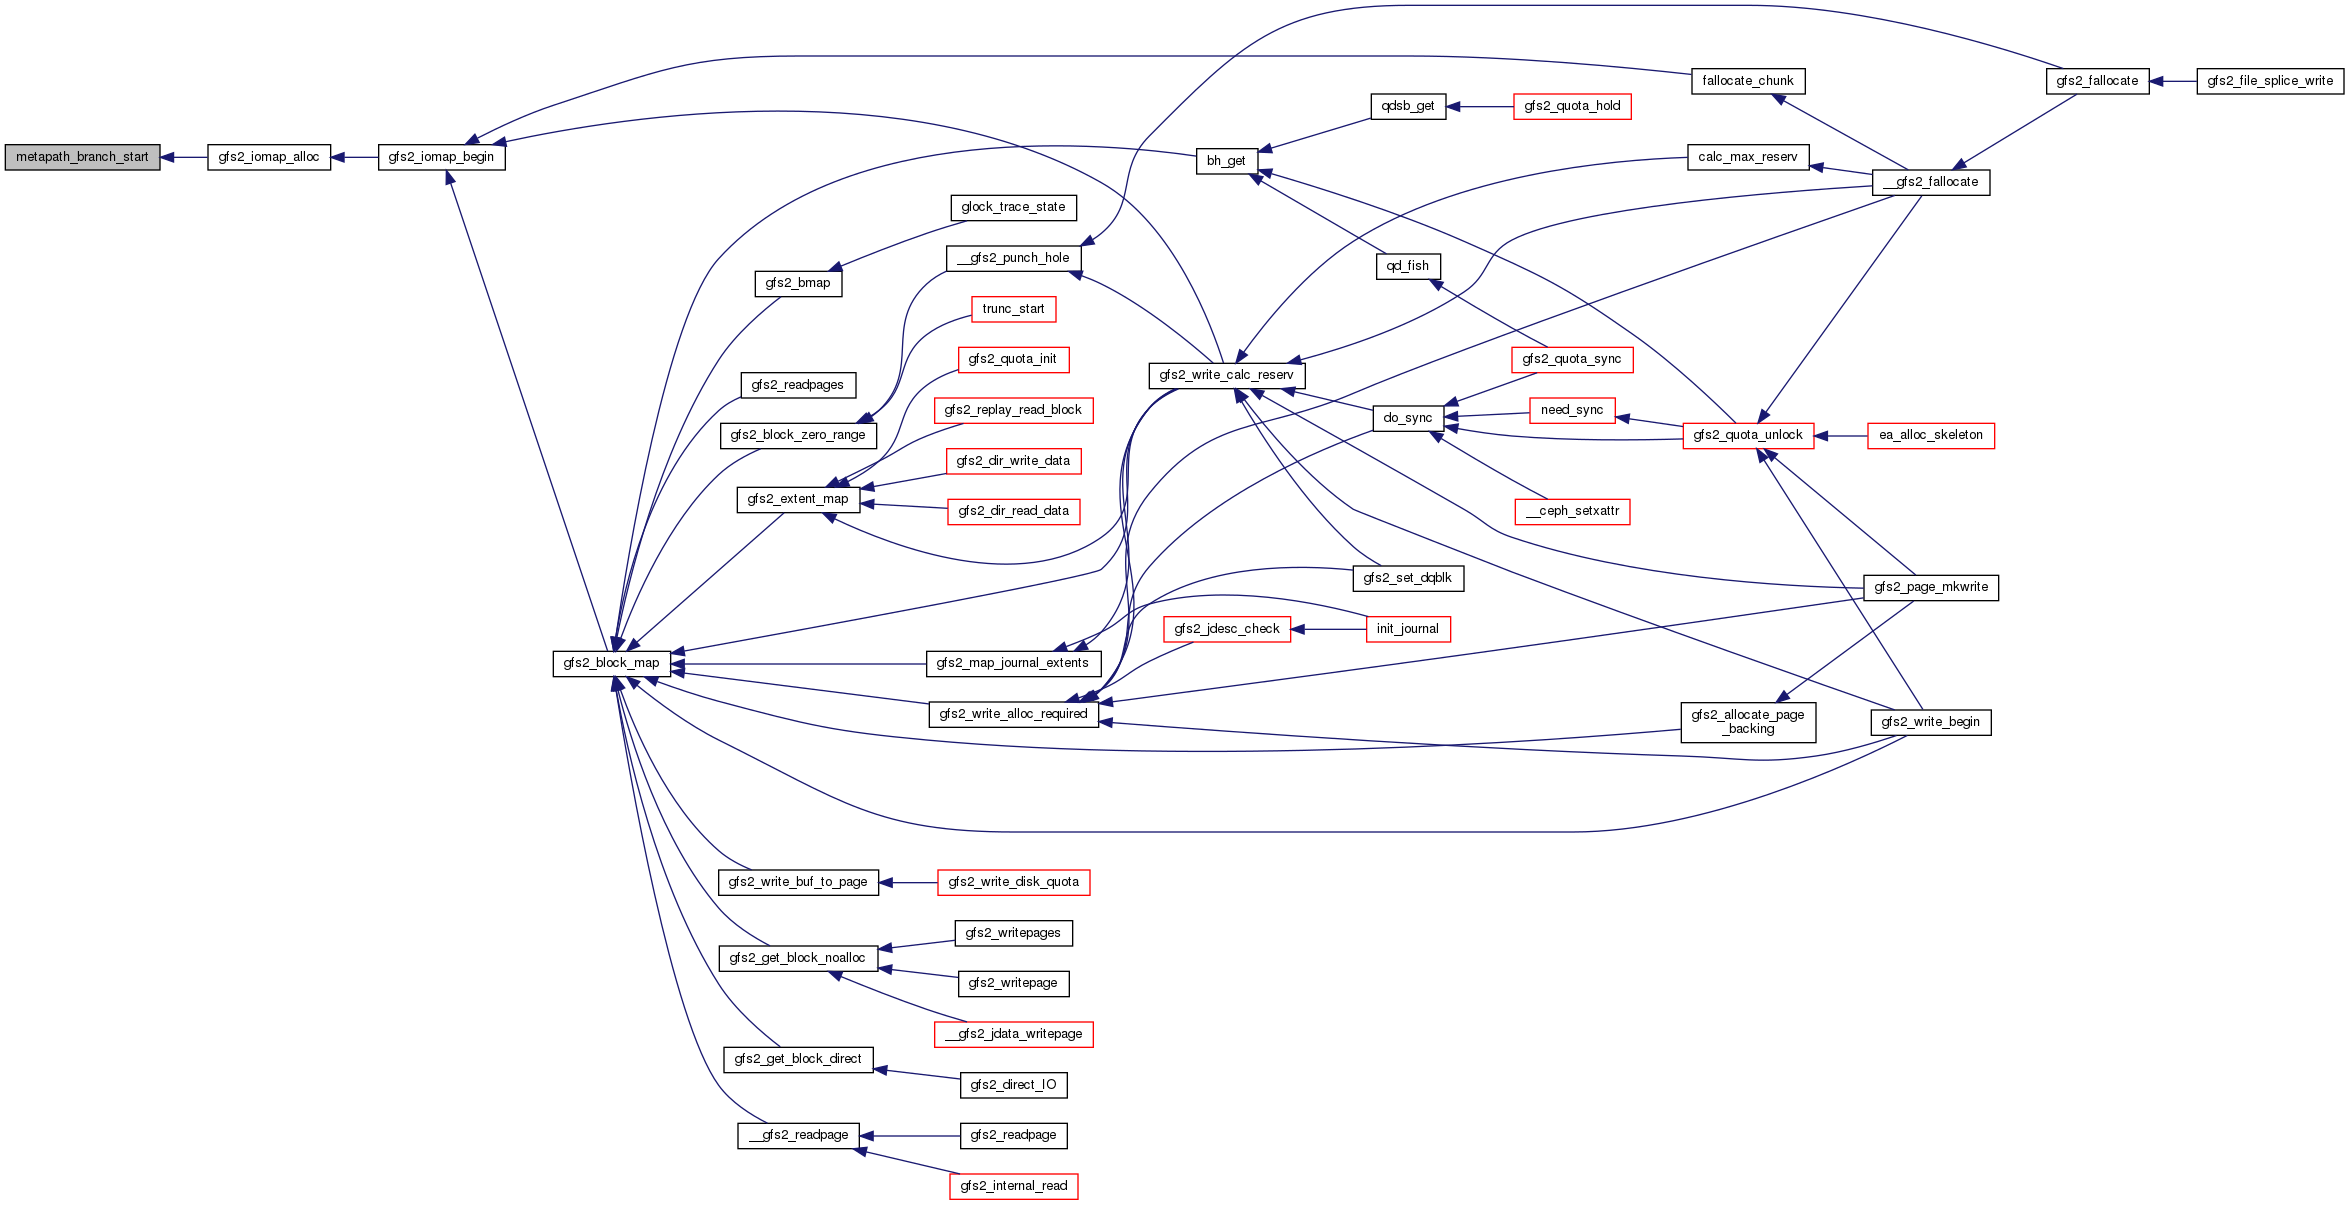 metapath_branch_start
gfs2_iomap_alloc
gfs2_iomap_begin
gfs2_block_map
gfs2_bmap
gfs2_readpages
gfs2_block_zero_range
gfs2_extent_map
gfs2_write_buf_to_page
gfs2_get_block_noalloc
gfs2_get_block_direct
__gfs2_readpage
glock_trace_state
__gfs2_punch_hole
trunc_start
gfs2_quota_init
gfs2_replay_read_block
gfs2_dir_write_data
gfs2_dir_read_data
gfs2_map_journal_extents
gfs2_write_alloc_required
gfs2_write_disk_quota
gfs2_writepages
gfs2_writepage
__gfs2_jdata_writepage
gfs2_direct_IO
gfs2_readpage
gfs2_internal_read
bh_get
gfs2_write_calc_reserv
gfs2_jdesc_check
qdsb_get
qd_fish
do_sync
gfs2_set_dqblk
init_journal
gfs2_quota_hold
gfs2_quota_sync
need_sync
__ceph_setxattr
fallocate_chunk
calc_max_reserv
gfs2_quota_unlock
gfs2_allocate_page
_backing
__gfs2_fallocate
ea_alloc_skeleton
gfs2_page_mkwrite
gfs2_write_begin
gfs2_fallocate
gfs2_file_splice_write